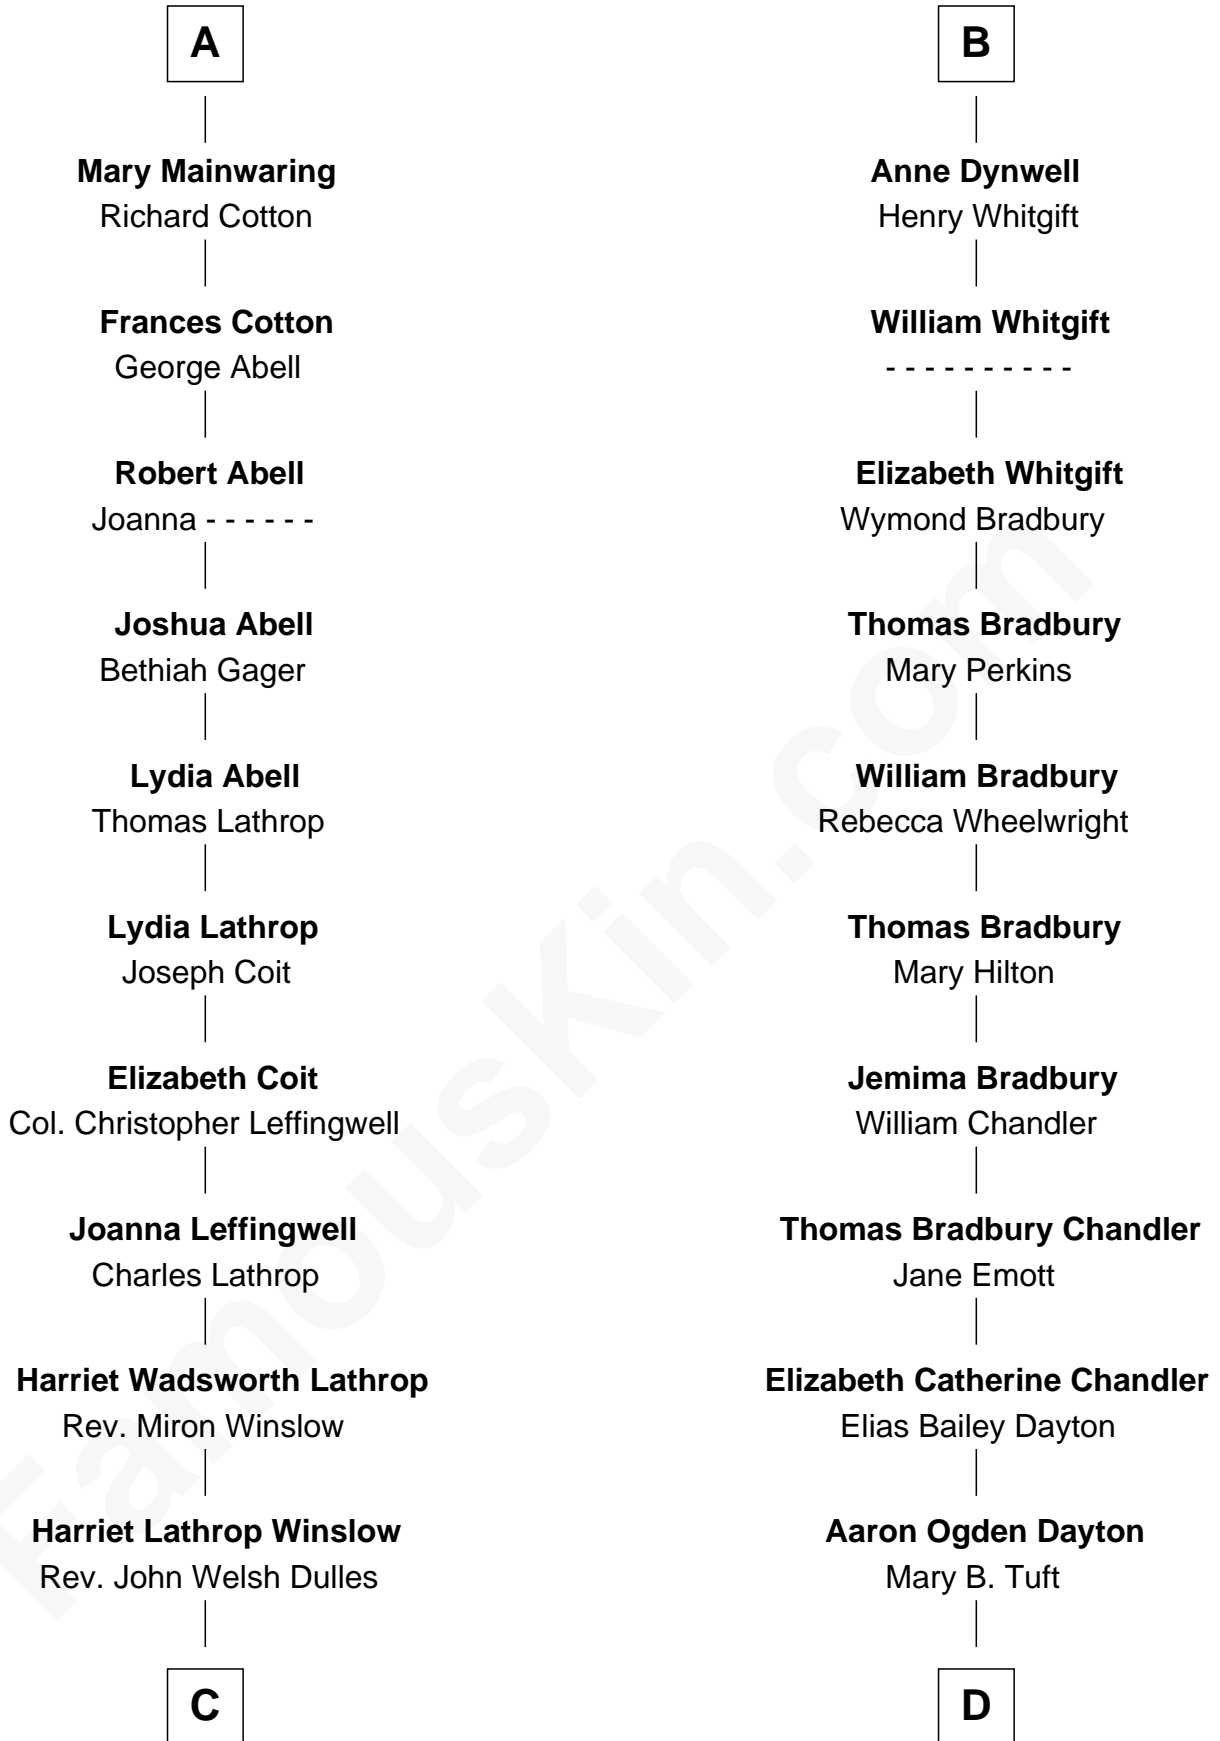 A
Mary Mainwaring
Richard Cotton
Frances Cotton
George Abell
Robert Abell
Joanna - - - - - -
Joshua Abell
Bethiah Gager
Lydia Abell
Thomas Lathrop
Lydia Lathrop
Joseph Coit
Elizabeth Coit
Col. Christopher Leffingwell
Joanna Leffingwell
Charles Lathrop
Harriet Wadsworth Lathrop
Rev. Miron Winslow
Harriet Lathrop Winslow
Rev. John Welsh Dulles
C
B
Anne Dynwell
Henry Whitgift
William Whitgift
- - - - - - - - - -
Elizabeth Whitgift
Wymond Bradbury
Thomas Bradbury
Mary Perkins
William Bradbury
Rebecca Wheelwright
Thomas Bradbury
Mary Hilton
Jemima Bradbury
William Chandler
Thomas Bradbury Chandler
Jane Emott
Elizabeth Catherine Chandler
Elias Bailey Dayton
Aaron Ogden Dayton
Mary B. Tuft
D
FamousKin.com